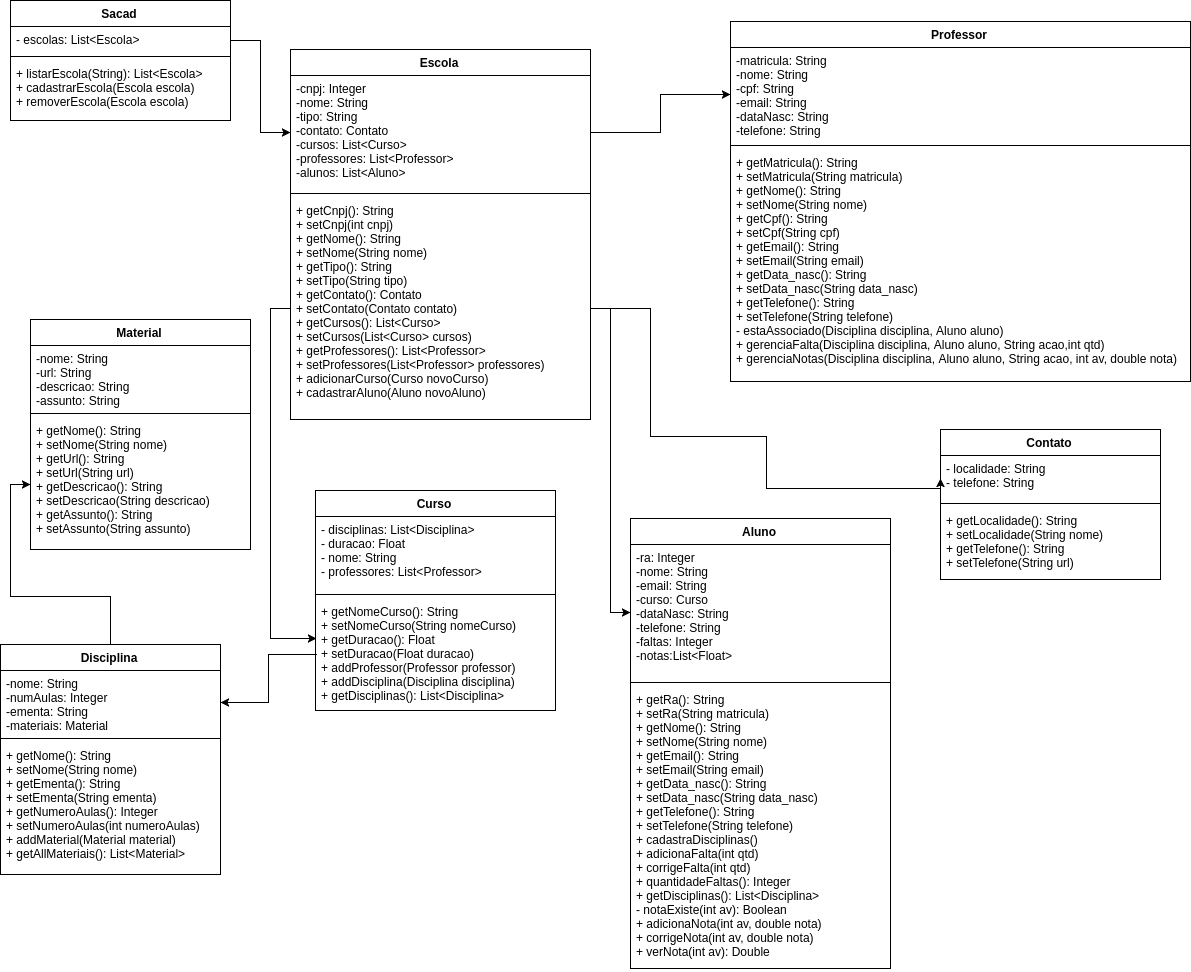 Sacad
- escolas: List<Escola>
+ listarEscola(String): List<Escola>
+ cadastrarEscola(Escola escola)
+ removerEscola(Escola escola)
Escola
-cnpj: Integer
-nome: String
-tipo: String
-contato: Contato
-cursos: List<Curso>
-professores: List<Professor>
-alunos: List<Aluno>
+ getCnpj(): String
+ setCnpj(int cnpj)
+ getNome(): String
+ setNome(String nome)
+ getTipo(): String
+ setTipo(String tipo)
+ getContato(): Contato
+ setContato(Contato contato)
+ getCursos(): List<Curso>
+ setCursos(List<Curso> cursos)
+ getProfessores(): List<Professor>
+ setProfessores(List<Professor> professores)
+ adicionarCurso(Curso novoCurso)
+ cadastrarAluno(Aluno novoAluno)
Professor
-matricula: String
-nome: String
-cpf: String
-email: String
-dataNasc: String
-telefone: String
+ getMatricula(): String
+ setMatricula(String matricula)
+ getNome(): String
+ setNome(String nome)
+ getCpf(): String
+ setCpf(String cpf)
+ getEmail(): String
+ setEmail(String email)
+ getData_nasc(): String
+ setData_nasc(String data_nasc)
+ getTelefone(): String
+ setTelefone(String telefone)
- estaAssociado(Disciplina disciplina, Aluno aluno)
+ gerenciaFalta(Disciplina disciplina, Aluno aluno, String acao,int qtd)
+ gerenciaNotas(Disciplina disciplina, Aluno aluno, String acao, int av, double nota)
Material
-nome: String
-url: String
-descricao: String
-assunto: String
+ getNome(): String
+ setNome(String nome)
+ getUrl(): String
+ setUrl(String url)
+ getDescricao(): String
+ setDescricao(String descricao)
+ getAssunto(): String
+ setAssunto(String assunto)
Contato
- localidade: String
- telefone: String
+ getLocalidade(): String
+ setLocalidade(String nome)
+ getTelefone(): String
+ setTelefone(String url)
Curso
- disciplinas: List<Disciplina>
- duracao: Float
- nome: String
- professores: List<Professor>
+ getNomeCurso(): String
+ setNomeCurso(String nomeCurso)
+ getDuracao(): Float
+ setDuracao(Float duracao)
+ addProfessor(Professor professor)
+ addDisciplina(Disciplina disciplina)
+ getDisciplinas(): List<Disciplina>
Aluno
-ra: Integer
-nome: String
-email: String
-curso: Curso
-dataNasc: String
-telefone: String
-faltas: Integer
-notas:List<Float>
+ getRa(): String
+ setRa(String matricula)
+ getNome(): String
+ setNome(String nome)
+ getEmail(): String
+ setEmail(String email)
+ getData_nasc(): String
+ setData_nasc(String data_nasc)
+ getTelefone(): String
+ setTelefone(String telefone)
+ cadastraDisciplinas()
+ adicionaFalta(int qtd)
+ corrigeFalta(int qtd)
+ quantidadeFaltas(): Integer
+ getDisciplinas(): List<Disciplina>
- notaExiste(int av): Boolean
+ adicionaNota(int av, double nota)
+ corrigeNota(int av, double nota)
+ verNota(int av): Double
Disciplina
-nome: String
-numAulas: Integer
-ementa: String
-materiais: Material
+ getNome(): String
+ setNome(String nome)
+ getEmenta(): String
+ setEmenta(String ementa)
+ getNumeroAulas(): Integer
+ setNumeroAulas(int numeroAulas)
+ addMaterial(Material material)
+ getAllMateriais(): List<Material>